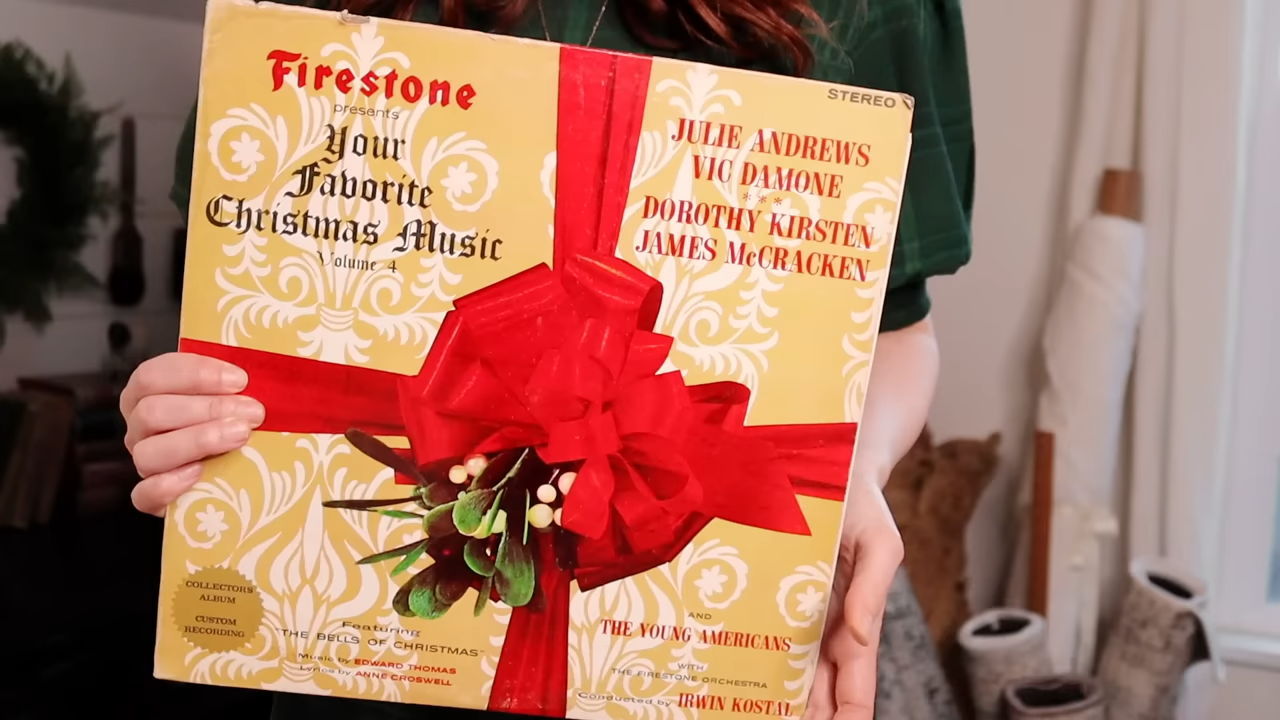 Firestone
presents
Your
Favorite
Christmas Music
Volume 4
STEREO
JULIE ANDREWS
VIC DAMONE
***
DOROTHY KIRSTEN
JAMES McCRACKEN
COLLECTORS'
ALBUM
CUSTOM
RECORDING
Featuring
"THE BELLS OF CHRISTMAS"
Music by EDWARD THOMAS
Lyrics by ANNE CROSWELL
AND
THE YOUNG AMERICANS
WITH
THE FIRESTONE ORCHESTRA
Conducted by IRWIN KOSTAL